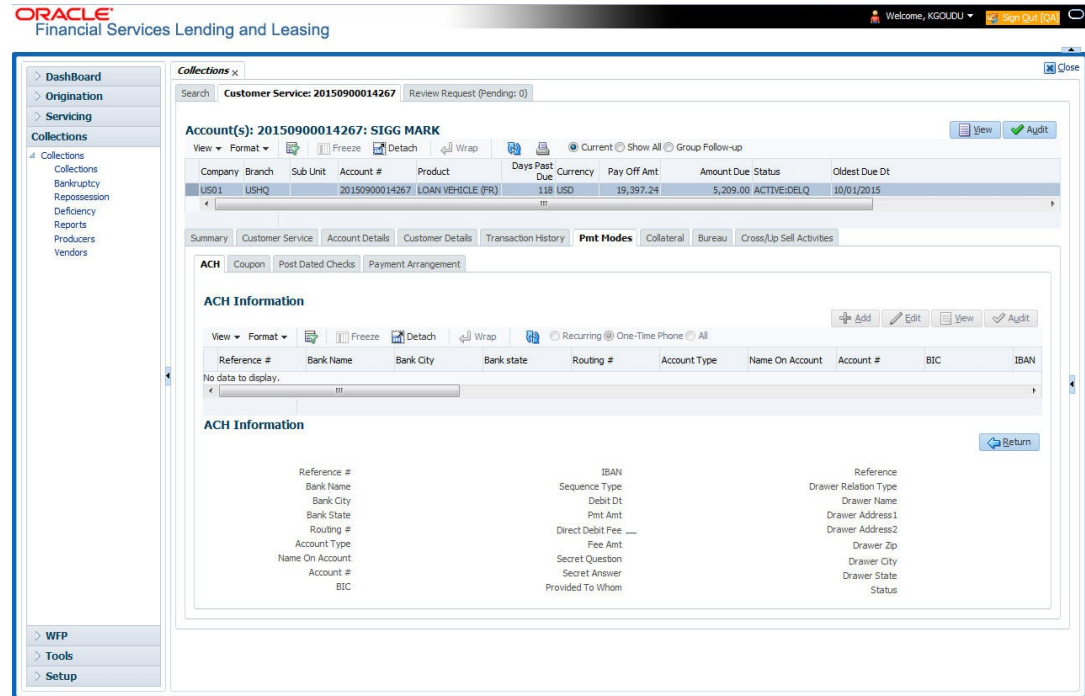 ORACLE
Financial Services Lending and Leasing
Welcome, KGOUDU
Sign Out [QA]
Close
DashBoard
Origination
Servicing
Collections
Collections
Collections
Bankruptcy
Repossession
Deficiency
Reports
Producers
Vendors
WFP
Tools
Setup
Collections x
Search Customer Service: 20150900014267 Review Request (Pending: 0)
Account(s): 20150900014267: SIGG MARK
View Audit
View Format Freeze Detach Wrap Current Show All Group Follow-up
Company Branch Sub Unit Account # Product Days Past Due Currency Pay Off Amt Amount Due Status Oldest Due Dt
US01 USHQ 20150900014267 LOAN VEHICLE (FR) 118 USD 19,397.24 5,209.00 ACTIVE:DELQ 10/01/2015
Summary Customer Service Account Details Customer Details Transaction History Pmt Modes Collateral Bureau Cross/Up Sell Activities
ACH Coupon Post Dated Checks Payment Arrangement
ACH Information
Add Edit View Audit
View Format Freeze Detach Wrap Recurring One-Time Phone All
Reference # Bank Name Bank City Bank state Routing # Account Type Name On Account Account # BIC IBAN
No data to display.
ACH Information
Return
Reference # IBAN Reference
Bank Name Sequence Type Drawer Relation Type
Bank City Debit Dt Drawer Name
Bank State Pmt Amt Drawer Address1
Routing # Direct Debit Fee Drawer Address2
Account Type Fee Amt Drawer Zip
Name On Account Secret Question Drawer City
Account # Secret Answer Drawer State
BIC Provided To Whom Status